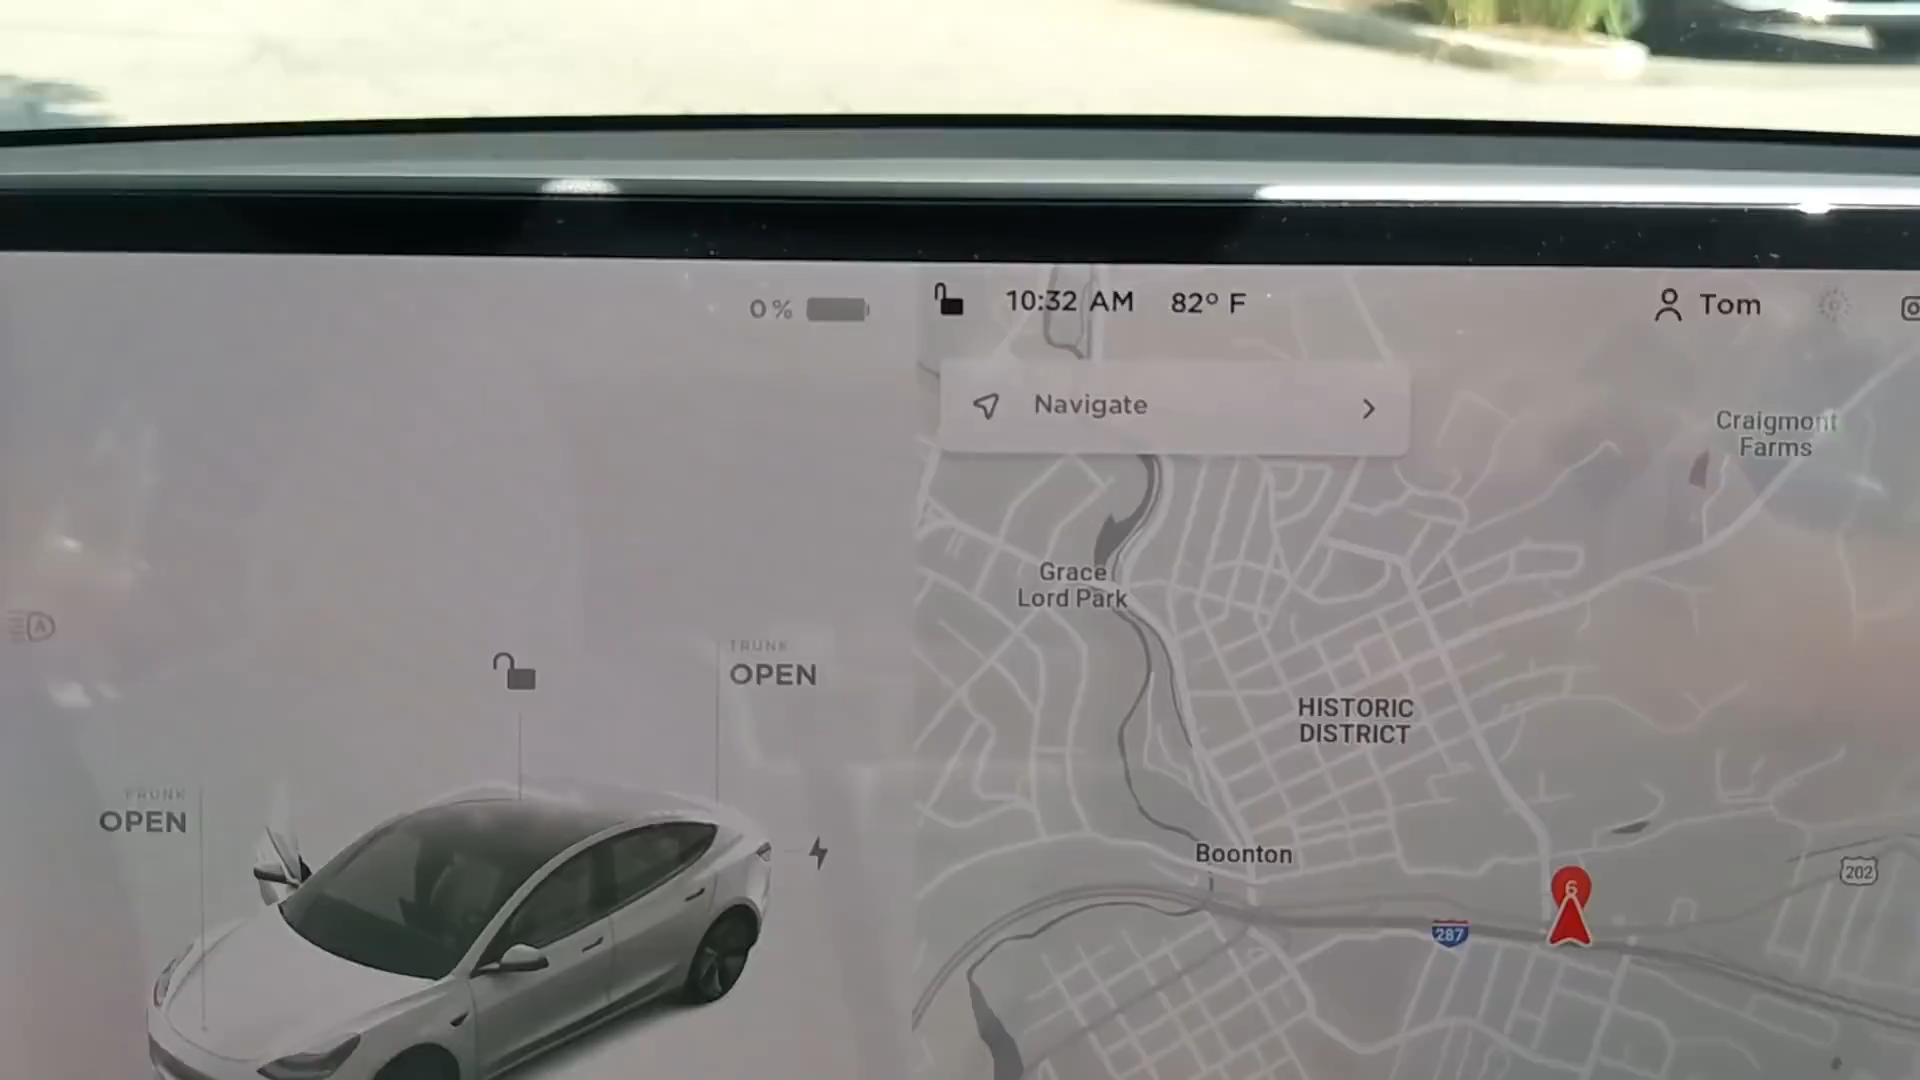 0 %
10:32 AM
82° F
Tom
Navigate
Craigmont
Farms
Grace
Lord Park
A
TRUNK
OPEN
HISTORIC
DISTRICT
FRUNK
OPEN
Boonton
202
6
287